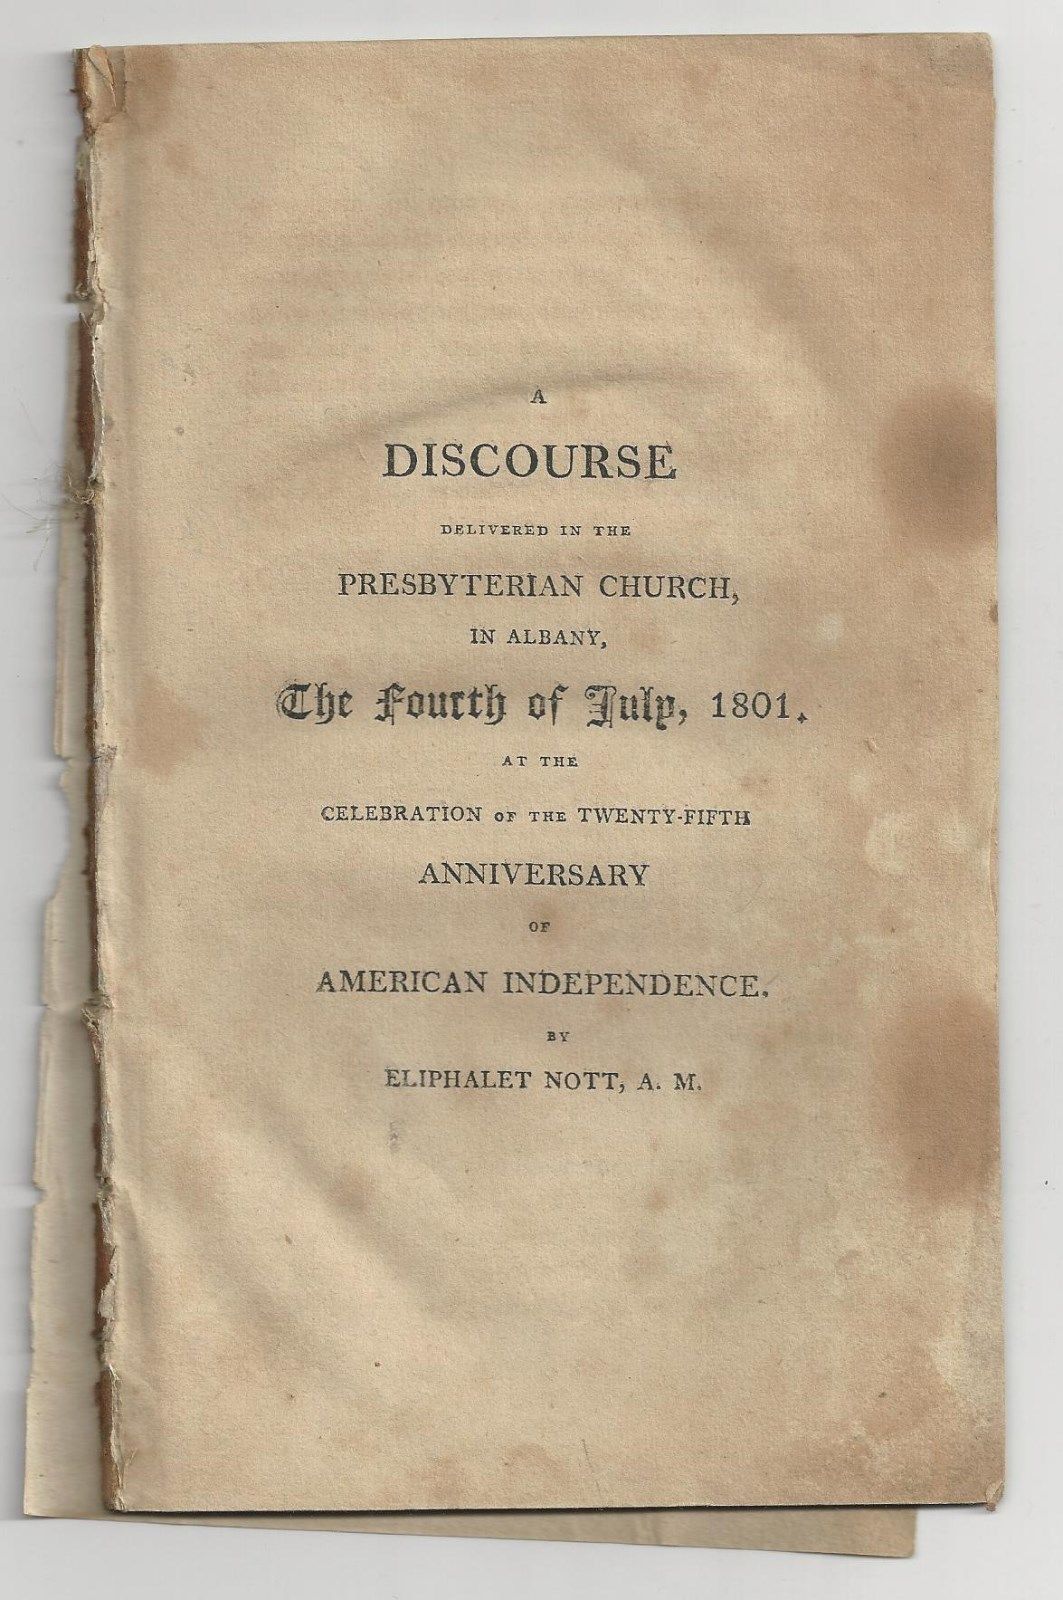 A
DISCOURSE
DELIVERED IN THE
PRESBYTERIAN CHURCH,
IN ALBANY,
The Fourth of July, 1801.
AT THE
CELEBRATION OF THE TWENTY-FIFTH
ANNIVERSARY
OF
AMERICAN INDEPENDENCE.
BY
ELIPHALET NOTT, A. M.